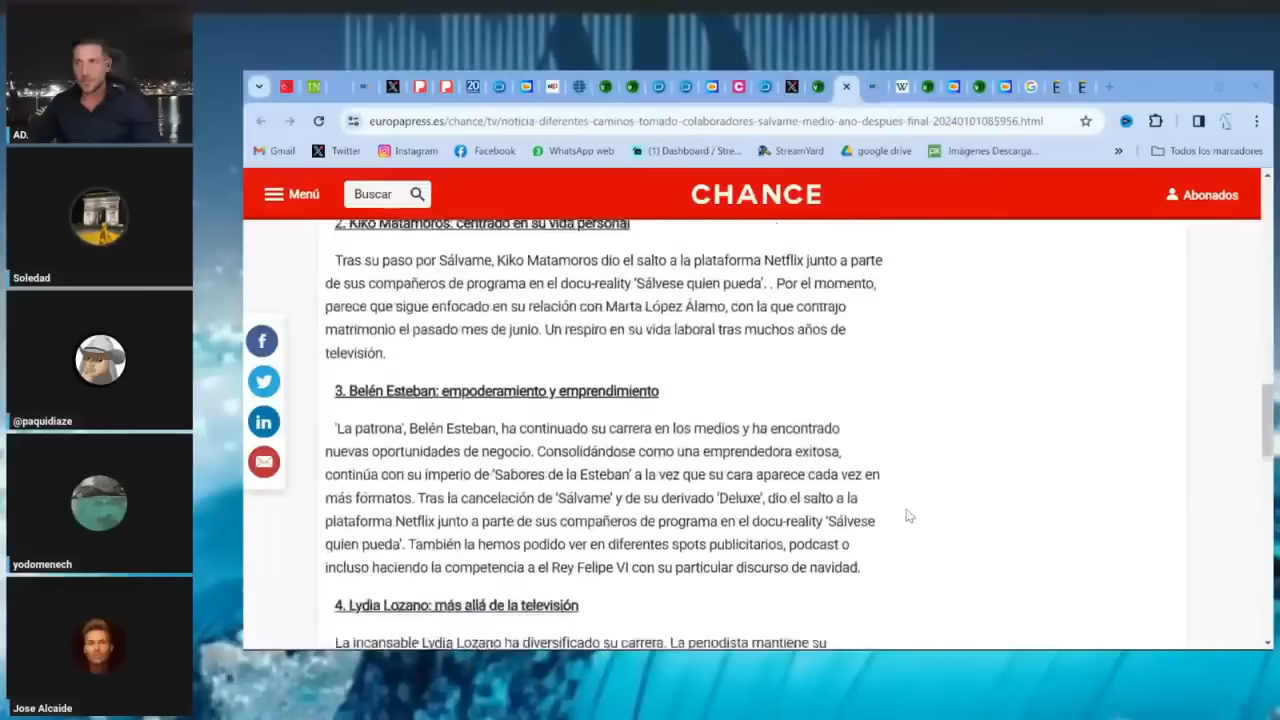 AD.
Soledad
@paquidiaze
yodomenech
Jose Alcaide
europapress.es/chance/tv/noticia-diferentes-caminos-tomado-colaboradores-salvame-medio-ano-despues-final-20240101085956.html
Gmail
Twitter
Instagram
Facebook
WhatsApp web
(1) Dashboard / Stre...
StreamYard
google drive
Imágenes Descarga...
»
Todos los marcadores
Menú
Buscar
CHANCE
Abonados
2. Kiko Matamoros: centrado en su vida personal
Tras su paso por Sálvame, Kiko Matamoros dio el salto a la plataforma Netflix junto a parte
de sus compañeros de programa en el docu-reality 'Sálvese quien pueda'. . Por el momento,
parece que sigue enfocado en su relación con Marta López Álamo, con la que contrajo
matrimonio el pasado mes de junio. Un respiro en su vida laboral tras muchos años de
televisión.
3. Belén Esteban: empoderamiento y emprendimiento
'La patrona', Belén Esteban, ha continuado su carrera en los medios y ha encontrado
nuevas oportunidades de negocio. Consolidándose como una emprendedora exitosa,
continúa con su imperio de 'Sabores de la Esteban' a la vez que su cara aparece cada vez en
más fórmatos. Tras la cancelación de 'Sálvame' y de su derivado 'Deluxe', dio el salto a la
plataforma Netflix junto a parte de sus compañeros de programa en el docu-reality 'Sálvese
quien pueda'. También la hemos podido ver en diferentes spots publicitarios, podcast o
incluso haciendo la competencia a el Rey Felipe VI con su particular discurso de navidad.
4. Lydia Lozano: más allá de la televisión
La incansable Lydia Lozano ha diversificado su carrera. La periodista mantiene su